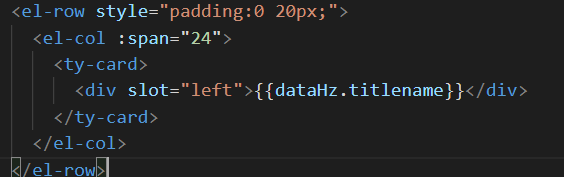 <el-row style="padding:0 20px;">
<el-col :span="24">
<ty-card>
<div slot="left">{{dataHz.titlename}}</div>
</ty-card>
</el-col>
</el-row>